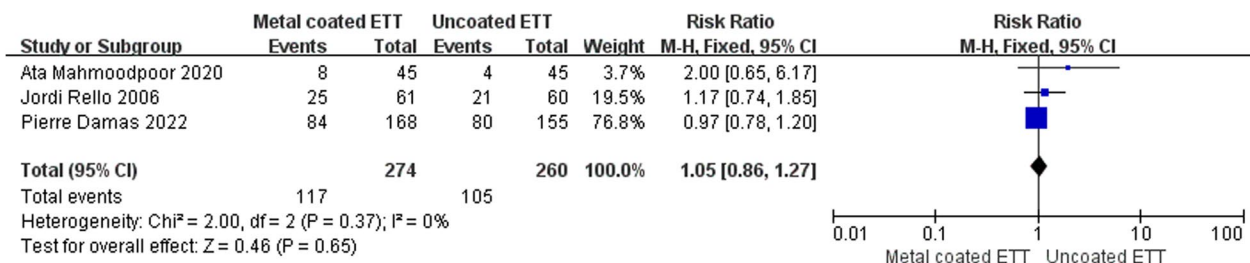 Metal coated ETT Uncoated ETT Risk Ratio Risk Ratio
Study or Subgroup Events Total Events Total Weight M-H, Fixed, 95% CI M-H, Fixed, 95% CI
Ata Mahmoodpoor 2020 8 45 4 45 3.7% 2.00 [0.65, 6.17]
Jordi Rello 2006 25 61 21 60 19.5% 1.17 [0.74, 1.85]
Pierre Damas 2022 84 168 80 155 76.8% 0.97 [0.78, 1.20]
Total (95% CI) 274 260 100.0% 1.05 [0.86, 1.27]
Total events 117 105
Heterogeneity: Chi² = 2.00, df = 2 (P = 0.37); I² = 0%
Test for overall effect: Z = 0.46 (P = 0.65)
0.01 0.1 1 10 100
Metal coated ETT Uncoated ETT